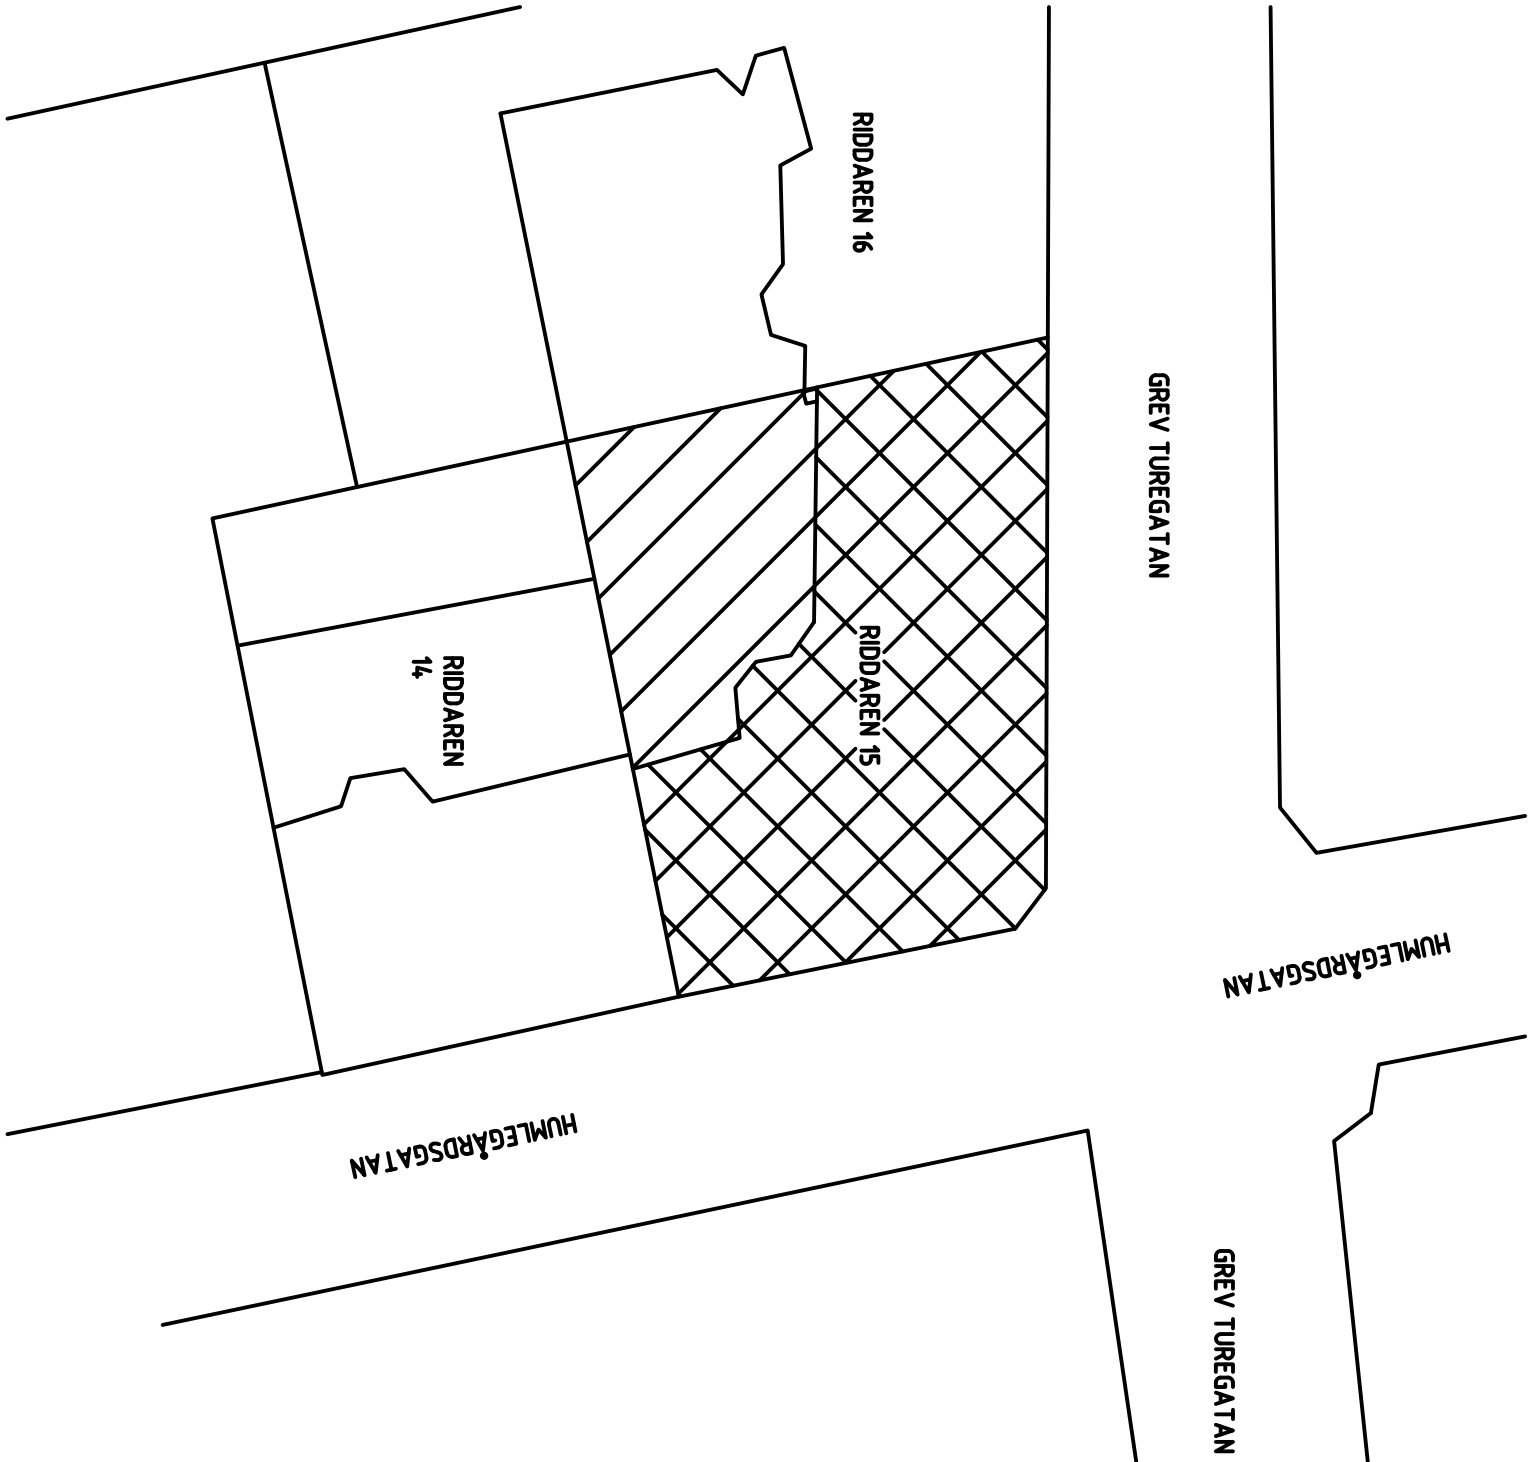 RIDDAREN 16
GREV TUREGATAN
RIDDAREN 15
RIDDAREN
14
HUMLEGÅRDSGATAN
HUMLEGÅRDSGATAN
GREV TUREGATAN